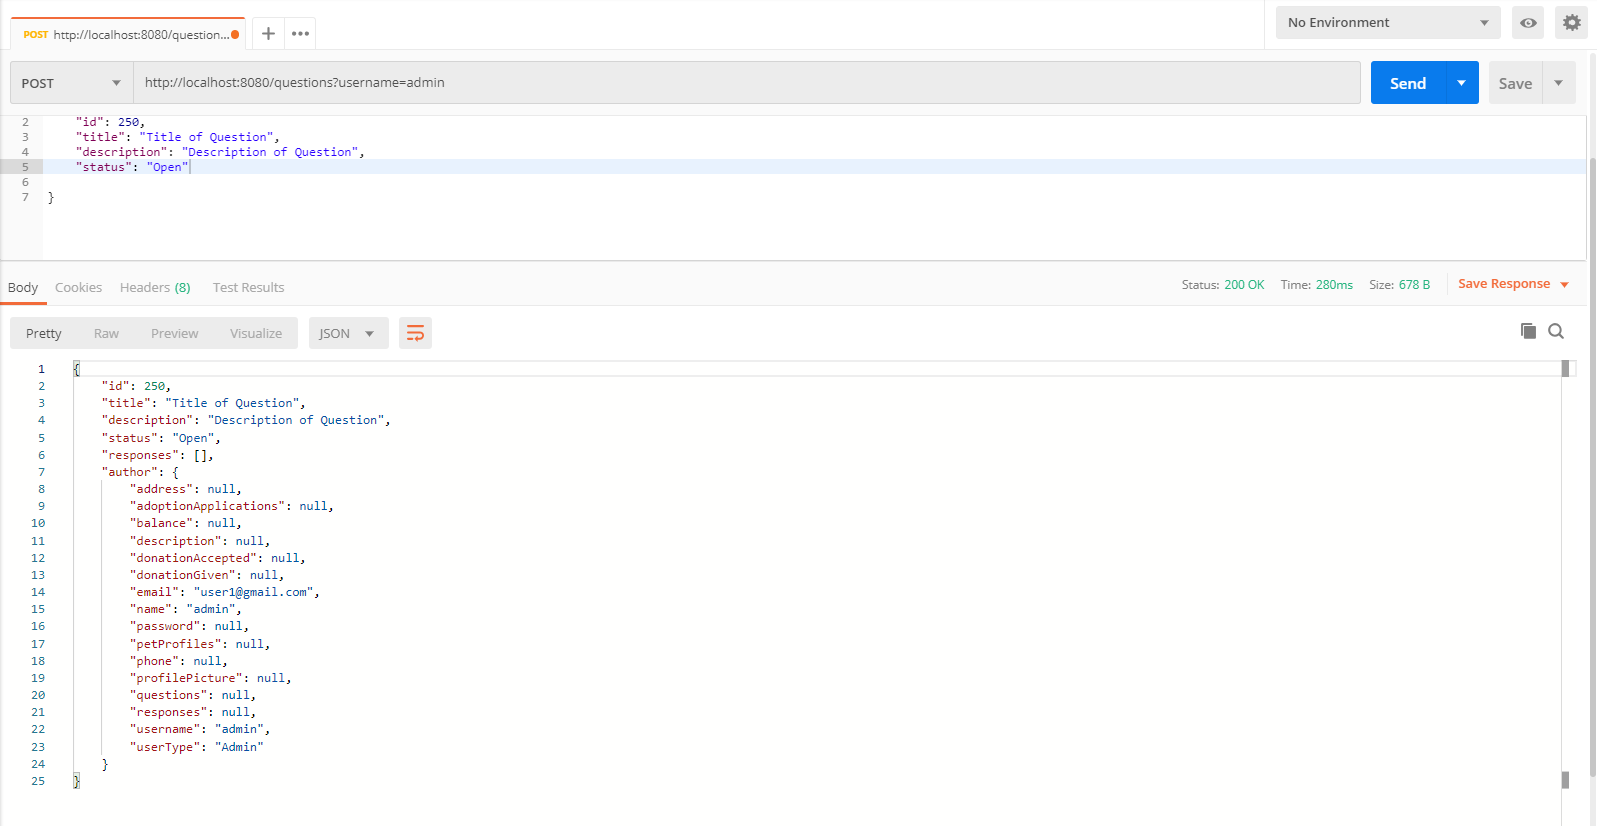 POST http://localhost:8080/question...
No Environment
POST http://localhost:8080/questions?username=admin Send Save
2 "id": 250,
3 "title": "Title of Question",
4 "description": "Description of Question",
5 "status": "Open"
6
7 }
Body Cookies Headers (8) Test Results Status: 200 OK Time: 280ms Size: 678 B Save Response
Pretty Raw Preview Visualize JSON
1 {
2 "id": 250,
3 "title": "Title of Question",
4 "description": "Description of Question",
5 "status": "Open",
6 "responses": [],
7 "author": {
8 "address": null,
9 "adoptionApplications": null,
10 "balance": null,
11 "description": null,
12 "donationAccepted": null,
13 "donationGiven": null,
14 "email": "user1@gmail.com",
15 "name": "admin",
16 "password": null,
17 "petProfiles": null,
18 "phone": null,
19 "profilePicture": null,
20 "questions": null,
21 "responses": null,
22 "username": "admin",
23 "userType": "Admin"
24 }
25 }